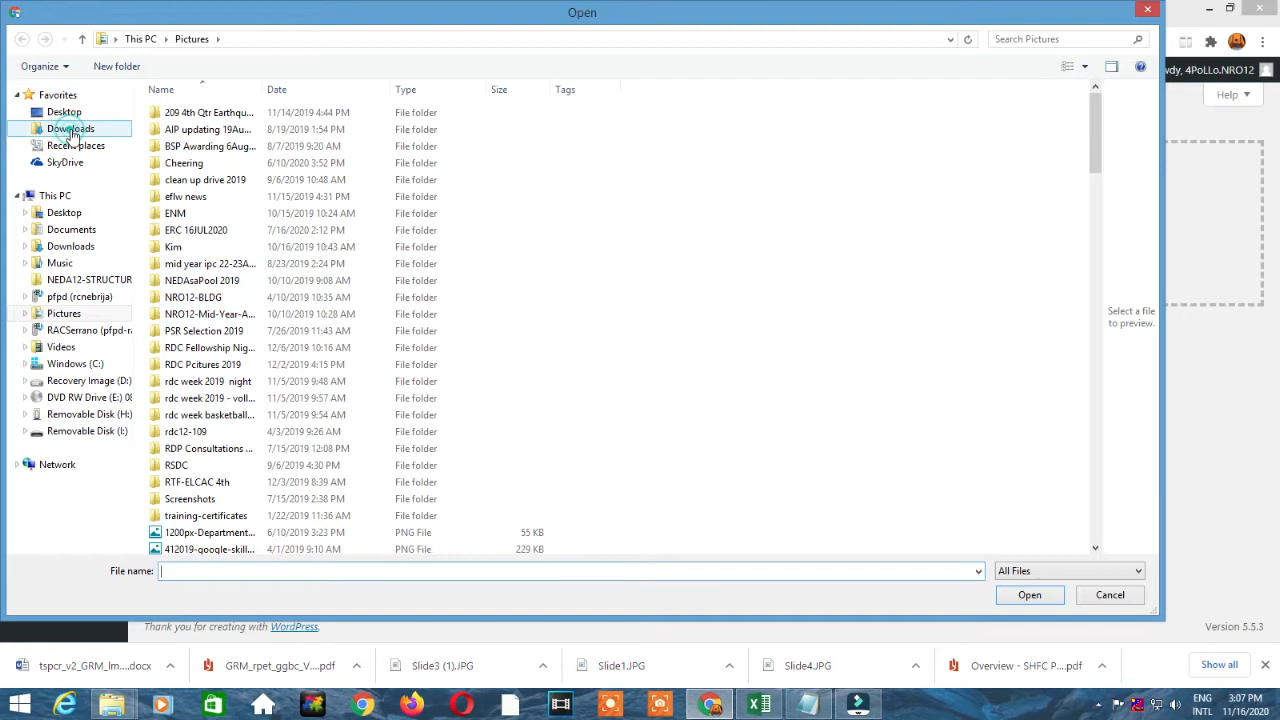 Open
This PC Pictures
Search Pictures
Organize New folder
wdy, 4PoLLo.NRO12
Help
Favorites
Desktop
Downloads
Recent places
SkyDrive
This PC
Desktop
Documents
Downloads
Music
NEDA12-STRUCTUR
pfpd (rcnebrija)
Pictures
RACSerrano (pfpd-ra
Videos
Windows (C:)
Recovery Image (D:)
DVD RW Drive (E:) 08
Removable Disk (H:)
Removable Disk (I:)
Network
Name Date Type Size Tags
209 4th Qtr Earthqu... 11/14/2019 4:44 PM File folder
AIP updating 19Au... 8/19/2019 1:54 PM File folder
BSP Awarding 6Aug... 8/7/2019 9:20 AM File folder
Cheering 6/10/2020 3:52 PM File folder
clean up drive 2019 9/6/2019 10:48 AM File folder
eflw news 11/15/2019 4:31 PM File folder
ENM 10/15/2019 10:24 AM File folder
ERC 16JUL2020 7/16/2020 2:12 PM File folder
Kim 10/16/2019 10:43 AM File folder
mid year ipc 22-23A... 8/23/2019 2:24 PM File folder
NEDAsaPool 2019 10/10/2019 9:08 AM File folder
NRO12-BLDG 4/10/2019 10:35 AM File folder
NRO12-Mid-Year-A... 10/10/2019 10:28 AM File folder
PSR Selection 2019 7/26/2019 11:43 AM File folder
RDC Fellowship Nig... 12/6/2019 10:16 AM File folder
RDC Pcitures 2019 12/2/2019 4:15 PM File folder
rdc week 2019 night 11/5/2019 9:48 AM File folder
rdc week 2019 - voll... 11/5/2019 9:57 AM File folder
rdc week basketball... 11/5/2019 9:54 AM File folder
rdc12-109 4/3/2019 9:26 AM File folder
RDP Consultations ... 7/15/2019 12:08 PM File folder
RSDC 9/6/2019 4:30 PM File folder
RTF-ELCAC 4th 12/3/2019 8:39 AM File folder
Screenshots 7/15/2019 2:38 PM File folder
training-certificates 1/22/2019 11:36 AM File folder
1200px-Department... 6/10/2019 3:23 PM PNG File 55 KB
412019-google-skill... 4/1/2019 9:10 AM PNG File 229 KB
Select a file
to preview.
File name: All Files
Open Cancel
Thank you for creating with WordPress. Version 5.5.3
tspcr_v2_GRM_lm....docx GRM_rpet_ggbc_V....pdf Slide3 (1).JPG Slide1.JPG Slide4.JPG Overview - SHFC P....pdf Show all
ENG 3:07 PM
INTL 11/16/2020